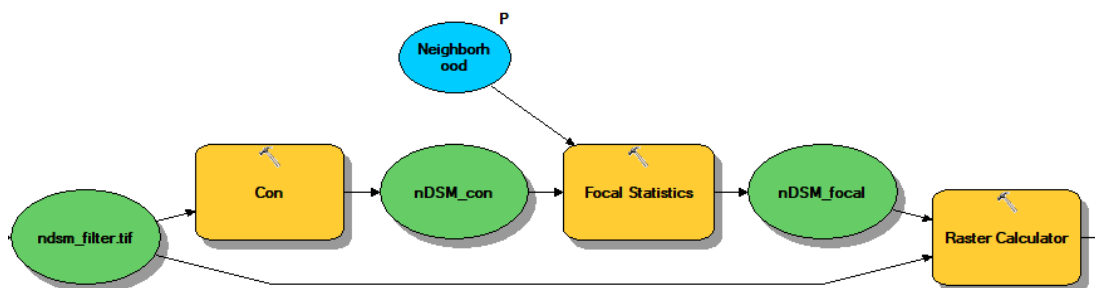 P
Neighborh
ood
Con
nDSM_con
Focal Statistics
nDSM_focal
ndsm_filter.tif
Raster Calculator